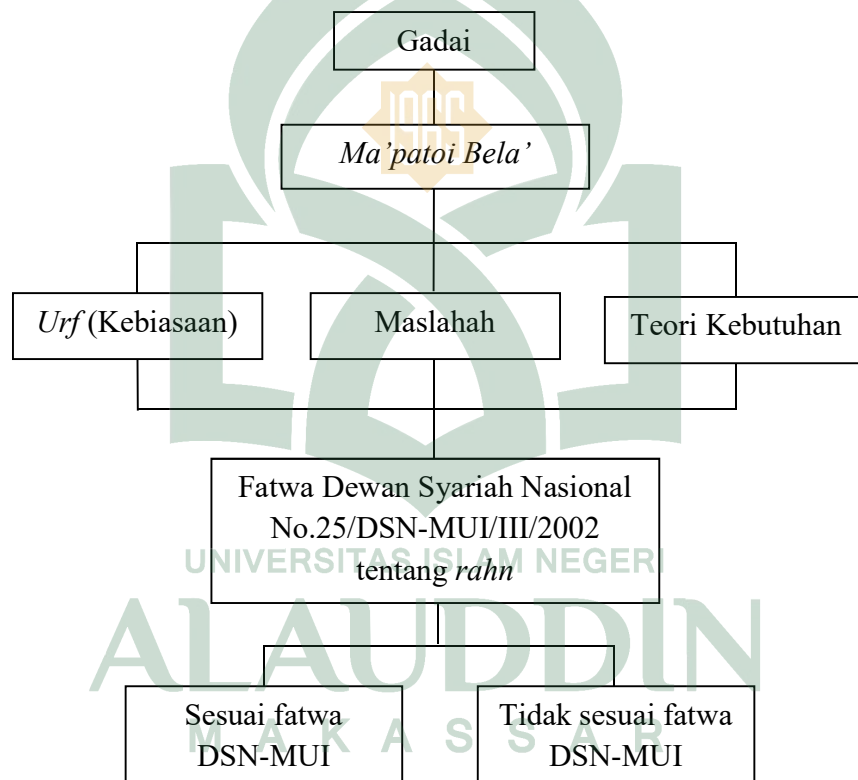 Gadai
1965
Ma’patoi Bela’
Urf (Kebiasaan)
Maslahah
Teori Kebutuhan
Fatwa Dewan Syariah Nasional
No.25/DSN-MUI/III/2002
tentang rahn
UNIVERSITAS ISLAM NEGERI
ALAUDDIN
Sesuai fatwa
DSN-MUI
Tidak sesuai fatwa
DSN-MUI
MAKASSAR